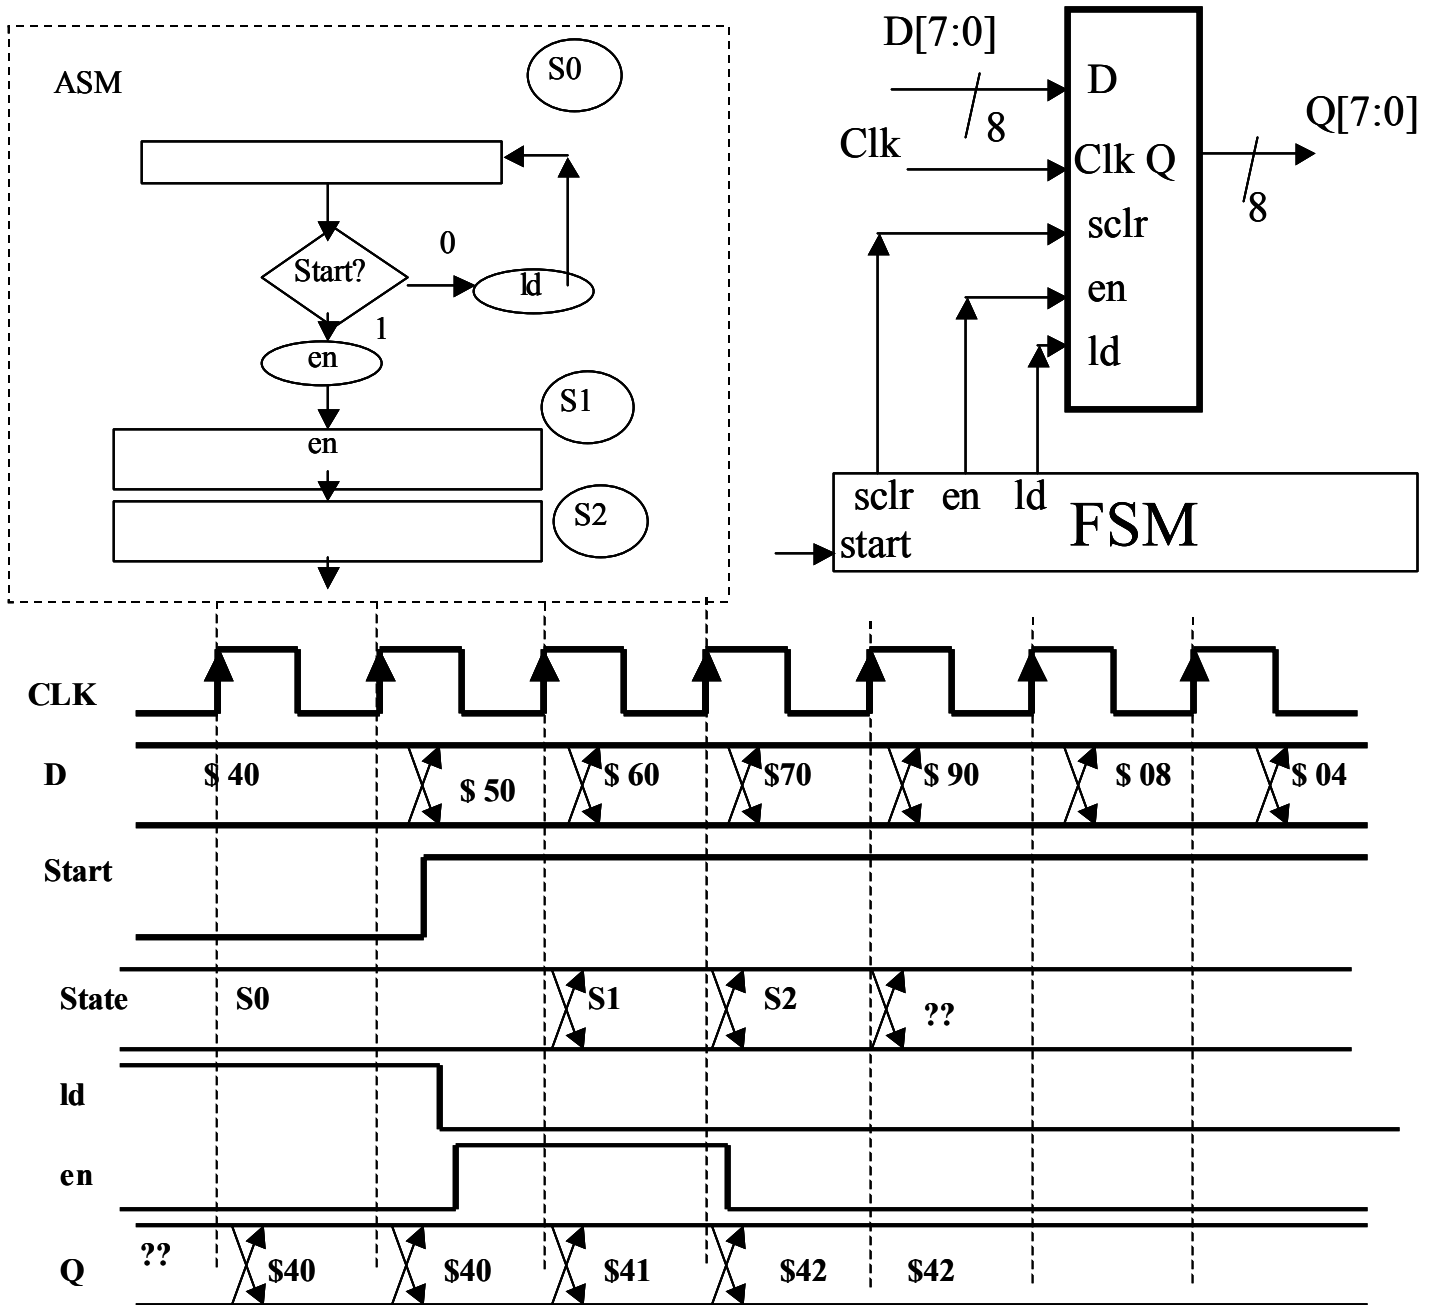 ASM
S0
Start?
0
ld
1
en
S1
en
S2
D[7:0]
8
Clk
D
Clk Q
sclr
en
ld
Q[7:0]
8
sclr en ld
FSM
start
CLK
D $ 40 $ 50 $ 60 $70 $ 90 $ 08 $ 04
Start
State S0 S1 S2 ??
ld
en
Q ?? $40 $40 $41 $42 $42